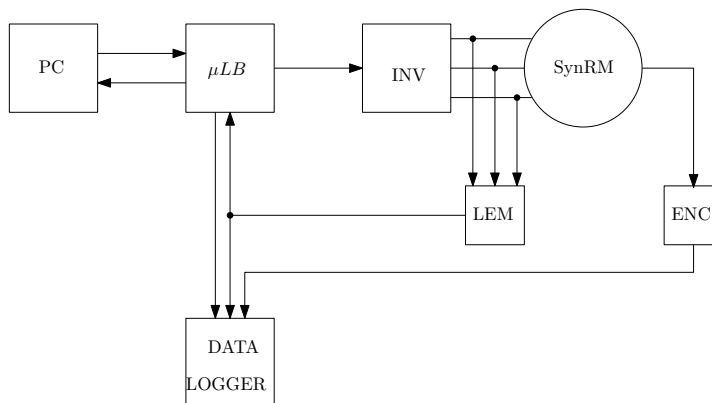 PC
μLB
INV
SynRM
LEM
ENC
DATA
LOGGER